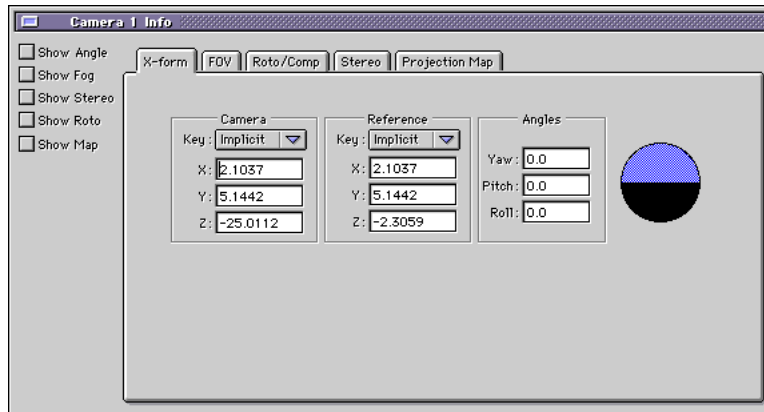 Camera 1 Info
Show Angle
Show Fog
Show Stereo
Show Roto
Show Map
X-form FOV Roto/Comp Stereo Projection Map
Camera
Key: Implicit
X: 2.1037
Y: 5.1442
Z: -25.0112
Reference
Key: Implicit
X: 2.1037
Y: 5.1442
Z: -2.3059
Angles
Yaw: 0.0
Pitch: 0.0
Roll: 0.0